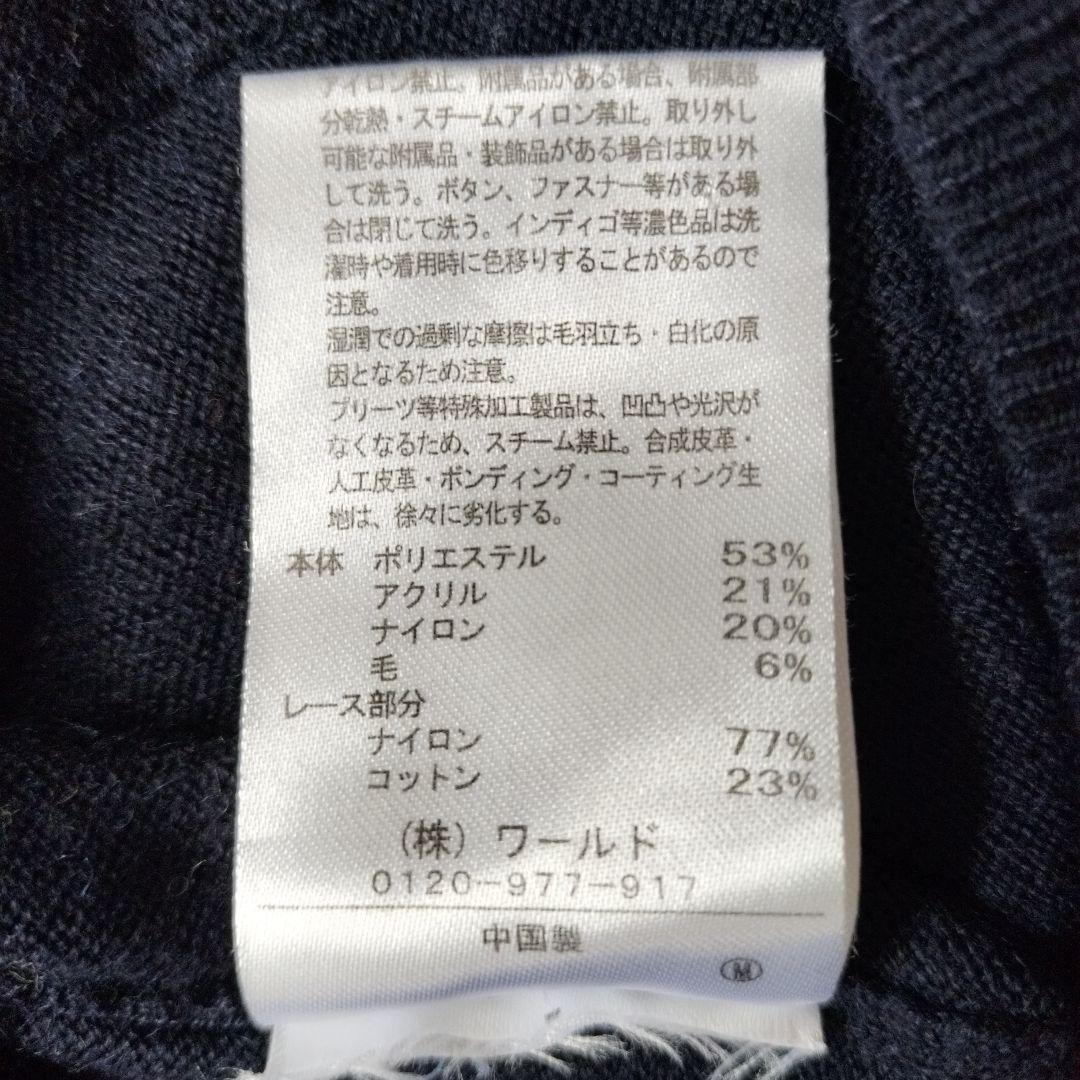 アイロン禁止。附属品がある場合、附属部
分乾熱・スチームアイロン禁止。取り外し
可能な附属品・装飾品がある場合は取り外
して洗う。ボタン、ファスナー等がある場
合は閉じて洗う。インディゴ等濃色品は洗
濯時や着用時に色移りすることがあるので
注意。
湿潤での過剰な摩擦は毛羽立ち・白化の原
因となるため注意。
プリーツ等特殊加工製品は、凹凸や光沢が
なくなるため、スチーム禁止。合成皮革・
人工皮革・ボンディング・コーティング生
地は、徐々に劣化する。
本体 ポリエステル 53%
アクリル 21%
ナイロン 20%
毛 6%
レース部分
ナイロン 77%
コットン 23%
(株) ワールド
0120-977-917
中国製
M